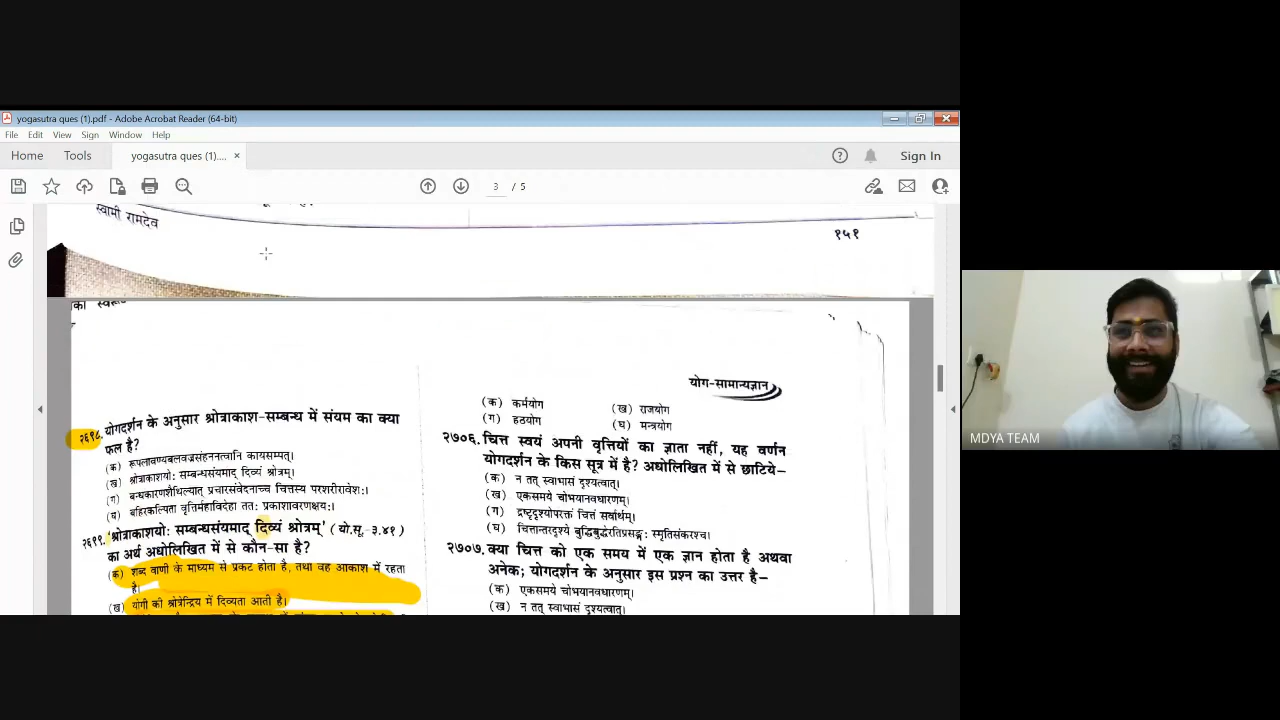 yogasutra ques (1).pdf - Adobe Acrobat Reader (64-bit)
File Edit View Sign Window Help
Home Tools yogasutra ques (1).... × Sign In
3 / 5
स्वामी रामदेव
१५१
योग-सामान्यज्ञान
२६९८. योगदर्शन के अनुसार श्रोत्राकाश-सम्बन्ध में संयम का क्या
फल है?
(क) रूपलावण्यबलवज्रसंहननत्वानि कायसम्पत्।
(ख) श्रोत्राकाशयोः सम्बन्धसंयमाद् दिव्यं श्रोत्रम्।
(ग) बन्धकारणशैथिल्यात् प्रचारसंवेदनाच्च चित्तस्य परशरीरावेशः।
(घ) बहिरकल्पिता वृत्तिर्महाविदेहा ततः प्रकाशावरणक्षयः।
२६९९. 'श्रोत्राकाशयोः सम्बन्धसंयमाद् दिव्यं श्रोत्रम्' (यो.सू.-३.४१)
का अर्थ अधोलिखित में से कौन-सा है?
(क) शब्द वाणी के माध्यम से प्रकट होता है, तथा वह आकाश में रहता
है।
(ख) योगी की श्रोत्रेन्द्रिय में दिव्यता आती है।
(क) कर्मयोग (ख) राजयोग
(ग) हठयोग (घ) मन्त्रयोग
२७०६. चित्त स्वयं अपनी वृत्तियों का ज्ञाता नहीं, यह वर्णन
योगदर्शन के किस सूत्र में है? अधोलिखित में से छाटिये–
(क) न तत् स्वाभासं दृश्यत्वात्।
(ख) एकसमये चोभयानवधारणम्।
(ग) द्रष्टृदृश्योपरक्तं चित्तं सर्वार्थम्।
(घ) चित्तान्तरदृश्ये बुद्धिबुद्धेरतिप्रसङ्गः स्मृतिसंकरश्च।
२७०७. क्या चित्त को एक समय में एक ज्ञान होता है अथवा
अनेक; योगदर्शन के अनुसार इस प्रश्न का उत्तर है–
(क) एकसमये चोभयानवधारणम्।
(ख) न तत् स्वाभासं दृश्यत्वात्।
MDYA TEAM